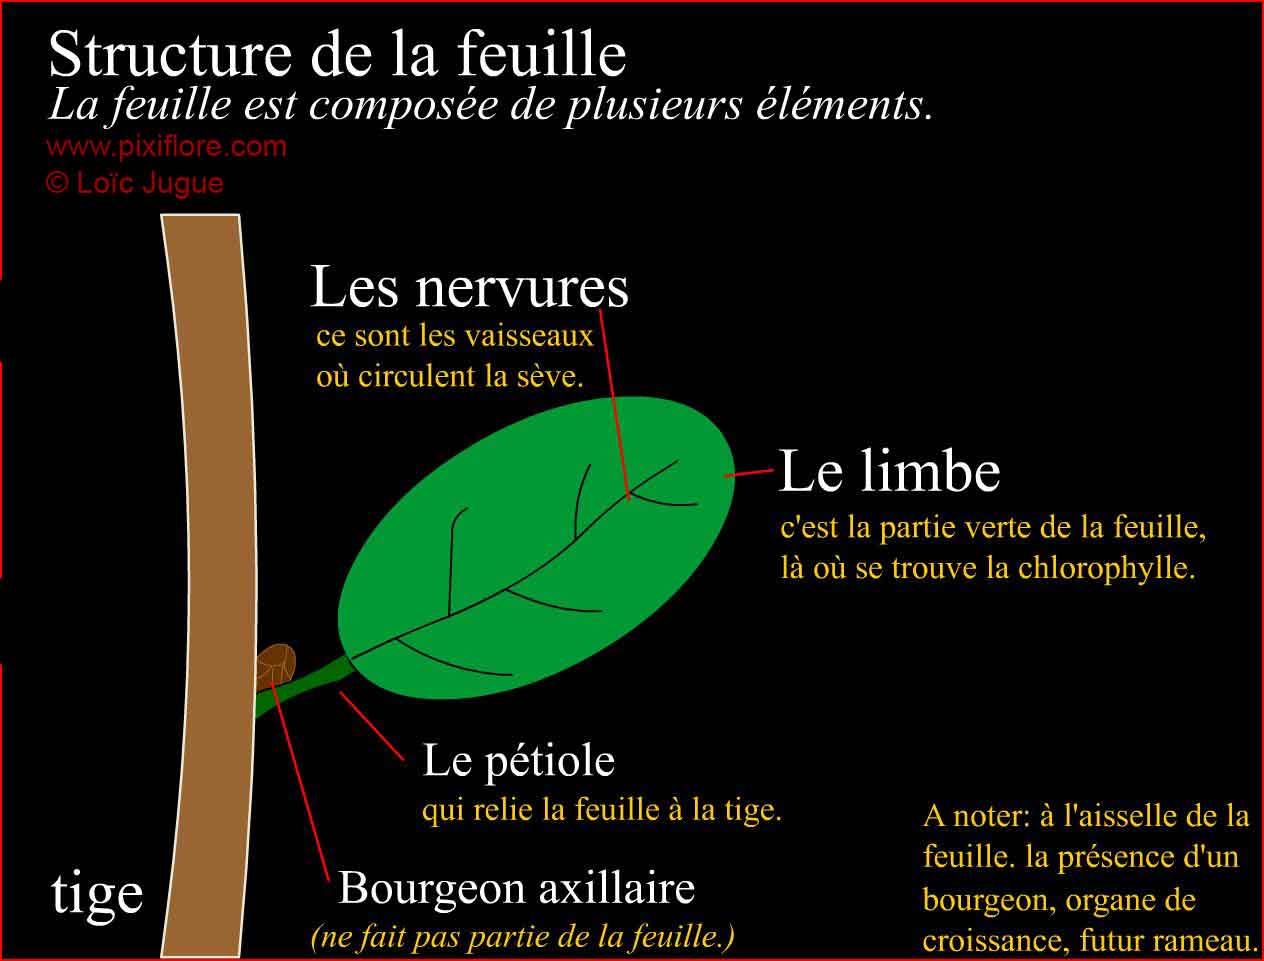 Structure de la feuille
La feuille est composée de plusieurs éléments.
www.pixiflore.com
© Loïc Jugue
Les nervures
ce sont les vaisseaux
où circulent la sève.
Le limbe
c'est la partie verte de la feuille,
là où se trouve la chlorophylle.
Le pétiole
qui relie la feuille à la tige.
Bourgeon axillaire
(ne fait pas partie de la feuille.)
tige
A noter: à l'aisselle de la
feuille. la présence d'un
bourgeon, organe de
croissance, futur rameau.